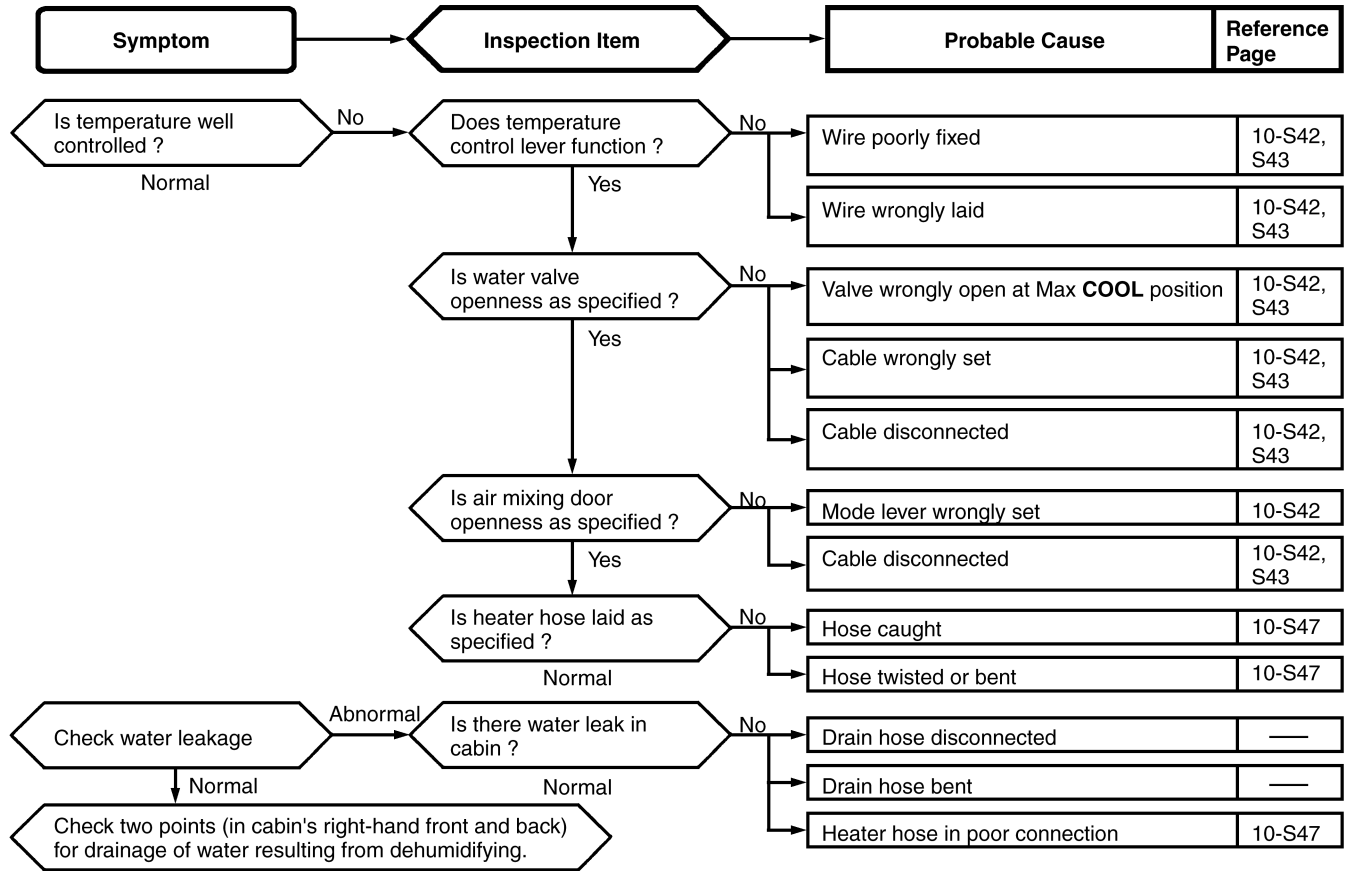 Symptom
Inspection Item
Probable Cause
Reference
Page
Is temperature well
controlled ?
No
Normal
Does temperature
control lever function ?
No
Yes
Wire poorly fixed
10-S42,
S43
Wire wrongly laid
10-S42,
S43
Is water valve
openness as specified ?
No
Yes
Valve wrongly open at Max COOL position
10-S42,
S43
Cable wrongly set
10-S42,
S43
Cable disconnected
10-S42,
S43
Is air mixing door
openness as specified ?
No
Yes
Mode lever wrongly set
10-S42
Cable disconnected
10-S42,
S43
Is heater hose laid as
specified ?
No
Normal
Hose caught
10-S47
Hose twisted or bent
10-S47
Check water leakage
Abnormal
Normal
Is there water leak in
cabin ?
No
Normal
Drain hose disconnected
——
Drain hose bent
——
Heater hose in poor connection
10-S47
Check two points (in cabin's right-hand front and back)
for drainage of water resulting from dehumidifying.